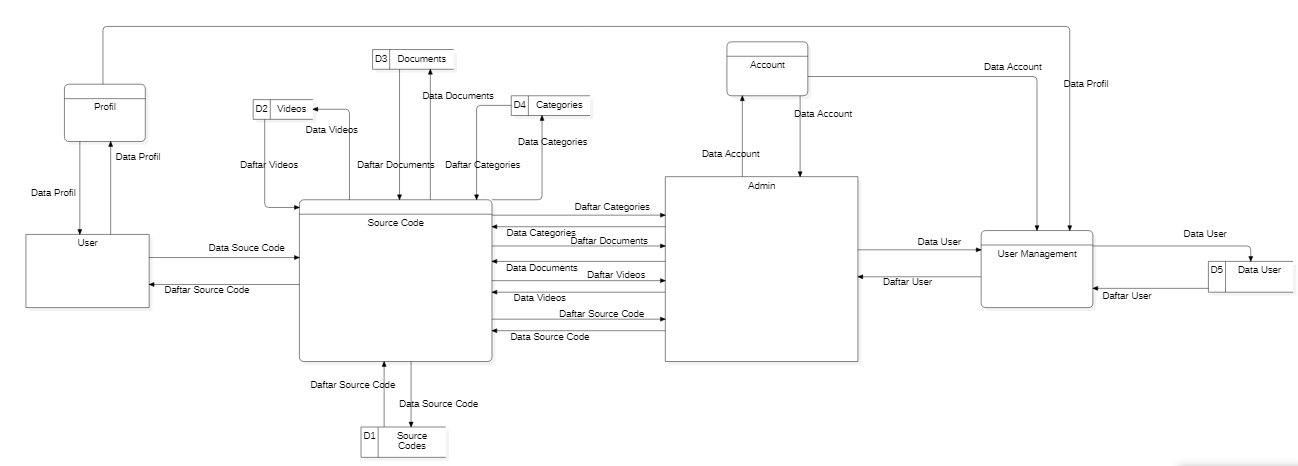 D3 Documents
Account
Data Account
Data Profil
Profil
D2 Videos
Data Documents
D4 Categories
Data Account
Data Videos
Data Categories
Data Profil
Data Account
Daftar Videos
Daftar Documents
Daftar Categories
Data Profil
Admin
Daftar Categories
Source Code
Data Categories
User
Data Souce Code
Daftar Documents
Data User
Data User
User Management
Data Documents
Daftar Videos
D5 Data User
Daftar User
Daftar Source Code
Data Videos
Daftar User
Daftar Source Code
Data Source Code
Daftar Source Code
Data Source Code
D1 Source
Codes